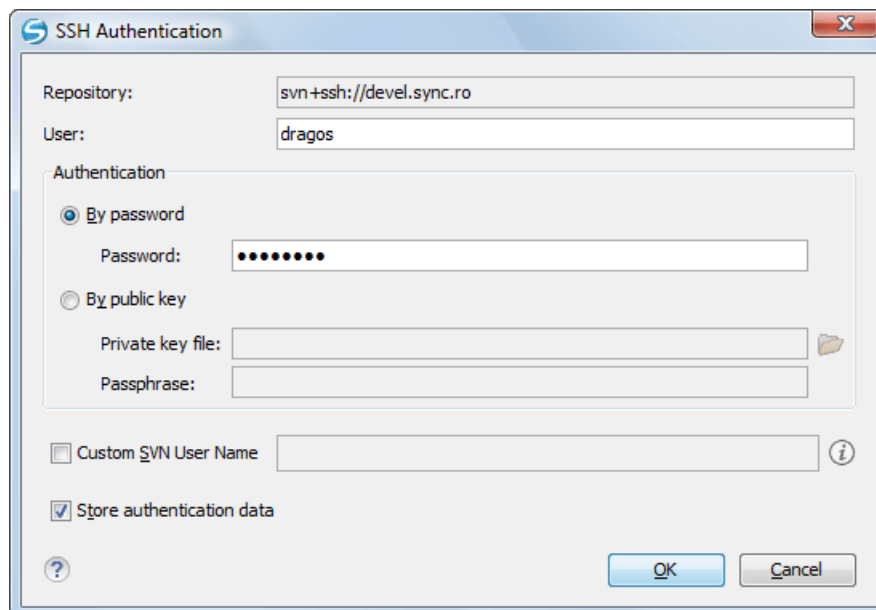 SSH Authentication
Repository: svn+ssh://devel.sync.ro
User: dragos
Authentication
By password
Password: ••••••••
By public key
Private key file:
Passphrase:
Custom SVN User Name
Store authentication data
OK Cancel